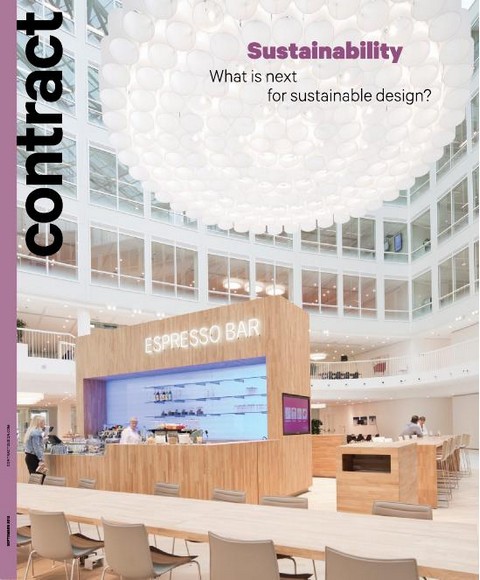 contract
Sustainability
What is next
for sustainable design?
ESPRESSO BAR